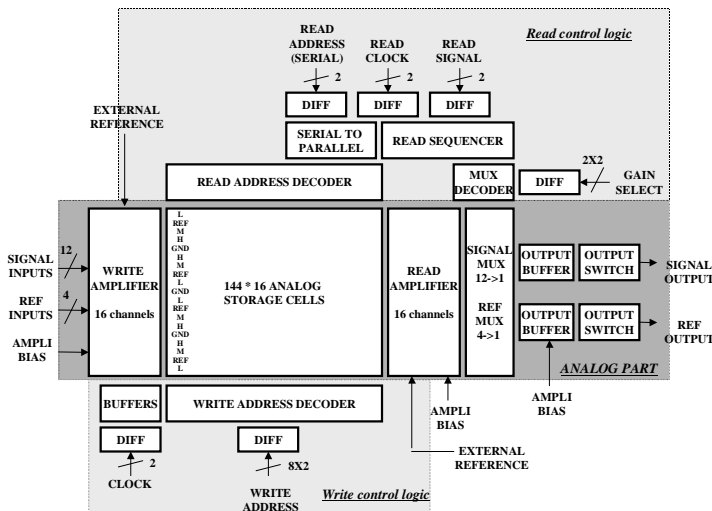 READ
ADDRESS
(SERIAL)
READ
CLOCK
READ
SIGNAL
Read control logic
2
2
2
DIFF
DIFF
DIFF
EXTERNAL
REFERENCE
SERIAL TO
PARALLEL
READ SEQUENCER
READ ADDRESS DECODER
MUX
DECODER
DIFF
2X2
GAIN
SELECT
12
SIGNAL
INPUTS
4
REF
INPUTS
AMPLI
BIAS
WRITE
AMPLIFIER
16 channels
L
REF
M
H
GND
H
M
REF
L
GND
L
REF
M
H
GND
H
M
REF
L
144 * 16 ANALOG
STORAGE CELLS
READ
AMPLIFIER
16 channels
SIGNAL
MUX
12->1
REF
MUX
4->1
OUTPUT
BUFFER
OUTPUT
SWITCH
SIGNAL
OUTPUT
OUTPUT
BUFFER
OUTPUT
SWITCH
REF
OUTPUT
ANALOG PART
BUFFERS
WRITE ADDRESS DECODER
AMPLI
BIAS
AMPLI
BIAS
DIFF
DIFF
2
8X2
CLOCK
WRITE
ADDRESS
Write control logic
EXTERNAL
REFERENCE